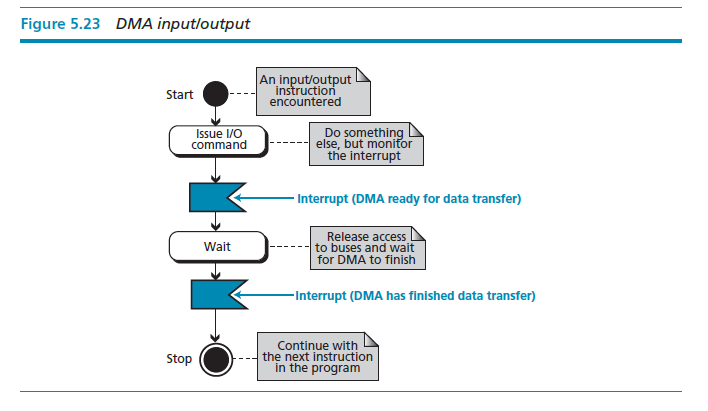 Figure 5.23 DMA input/output
Start
An input/output
instruction
encountered
Issue I/O
command
Do something
else, but monitor
the interrupt
Interrupt (DMA ready for data transfer)
Wait
Release access
to buses and wait
for DMA to finish
Interrupt (DMA has finished data transfer)
Stop
Continue with
the next instruction
in the program